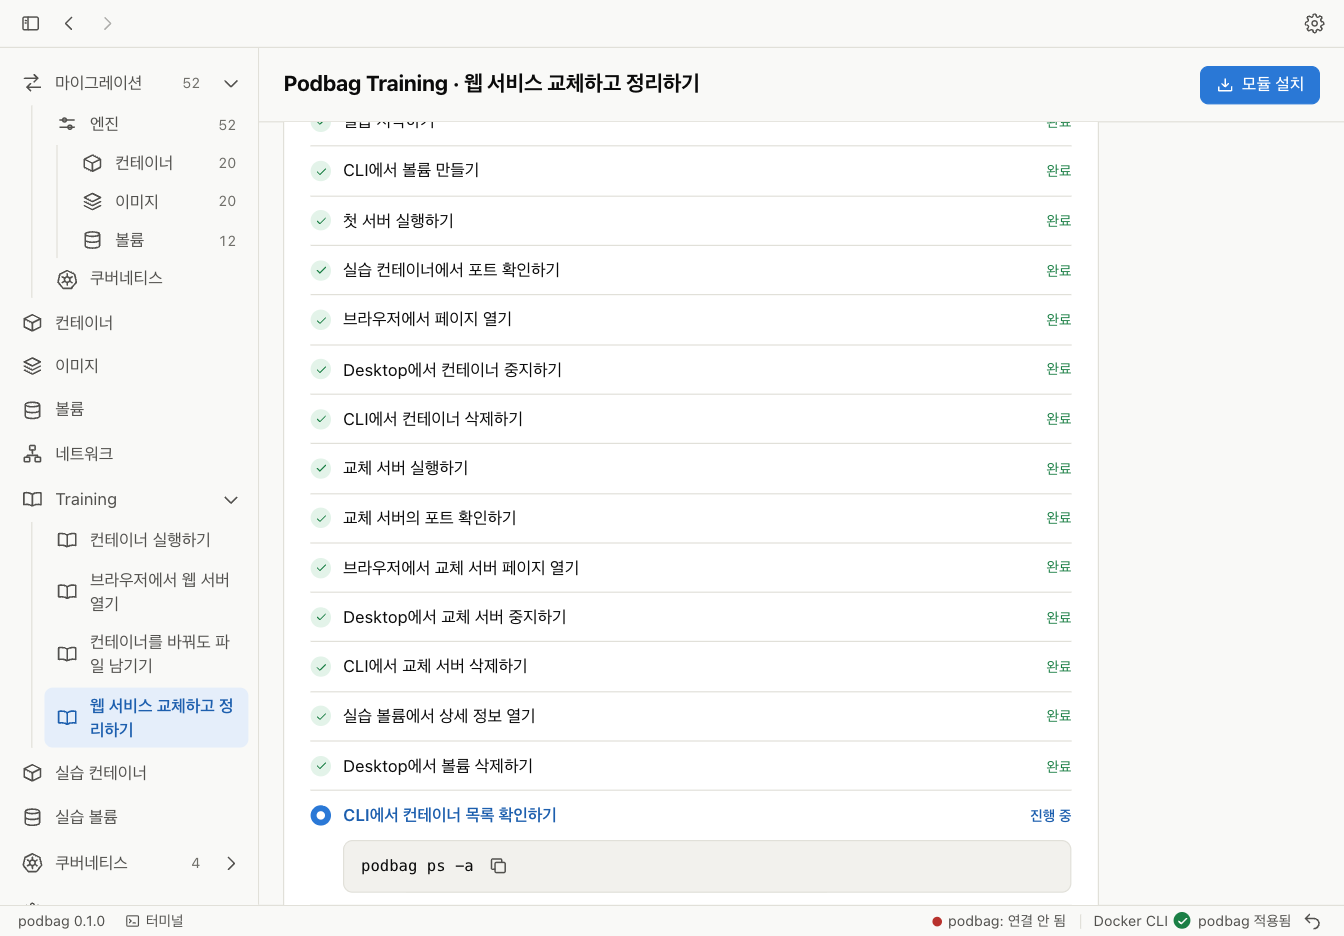 마이그레이션 52
엔진 52
컨테이너 20
이미지 20
볼륨 12
쿠버네티스
컨테이너
이미지
볼륨
네트워크
Training
컨테이너 실행하기
브라우저에서 웹 서버
열기
컨테이너를 바꿔도 파
일 남기기
웹 서비스 교체하고 정
리하기
실습 컨테이너
실습 볼륨
쿠버네티스 4
Podbag Training · 웹 서비스 교체하고 정리하기
모듈 설치
실습 시작하기 완료
CLI에서 볼륨 만들기 완료
첫 서버 실행하기 완료
실습 컨테이너에서 포트 확인하기 완료
브라우저에서 페이지 열기 완료
Desktop에서 컨테이너 중지하기 완료
CLI에서 컨테이너 삭제하기 완료
교체 서버 실행하기 완료
교체 서버의 포트 확인하기 완료
브라우저에서 교체 서버 페이지 열기 완료
Desktop에서 교체 서버 중지하기 완료
CLI에서 교체 서버 삭제하기 완료
실습 볼륨에서 상세 정보 열기 완료
Desktop에서 볼륨 삭제하기 완료
CLI에서 컨테이너 목록 확인하기 진행 중
podbag ps -a
podbag 0.1.0 터미널 podbag: 연결 안 됨 Docker CLI podbag 적용됨